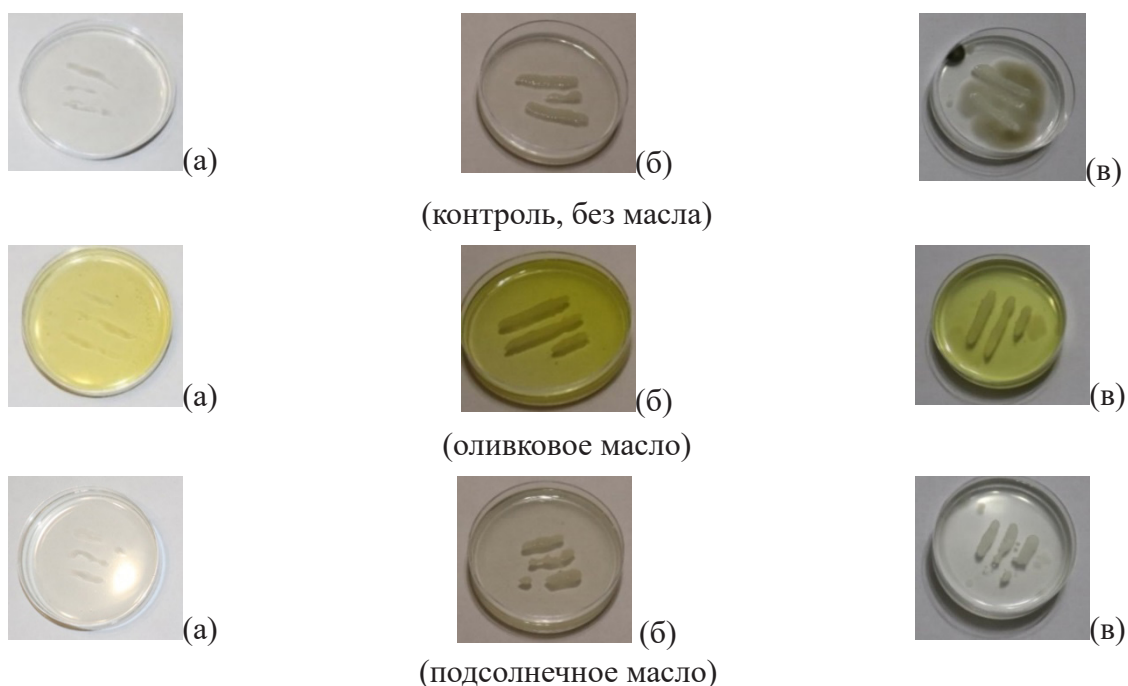 (а) (б) (в)
(контроль, без масла)
(а) (б) (в)
(оливковое масло)
(а) (б) (в)
(подсолнечное масло)